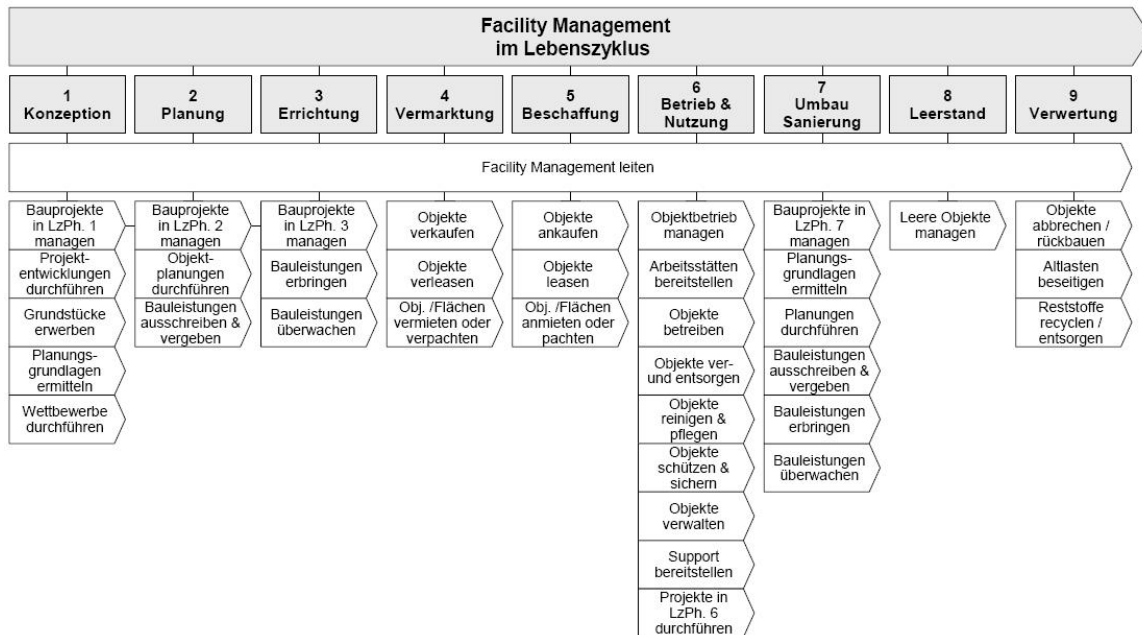 Facility Management
im Lebenszyklus
1
Konzeption
2
Planung
3
Errichtung
4
Vermarktung
5
Beschaffung
6
Betrieb &
Nutzung
7
Umbau
Sanierung
8
Leerstand
9
Verwertung
Facility Management leiten
Bauprojekte
in LzPh. 1
managen
Projekt-
entwicklungen
durchführen
Grundstücke
erwerben
Planungs-
grundlagen
ermitteln
Wettbewerbe
durchführen
Bauprojekte
in LzPh. 2
managen
Objekt-
planungen
durchführen
Bauleistungen
ausschreiben &
vergeben
Bauprojekte
in LzPh. 3
managen
Bauleistungen
erbringen
Bauleistungen
überwachen
Objekte
verkaufen
Objekte
verleasen
Obj. /Flächen
vermieten oder
verpachten
Objekte
ankaufen
Objekte
leasen
Obj. /Flächen
anmieten oder
pachten
Objektbetrieb
managen
Arbeitsstätten
bereitstellen
Objekte
betreiben
Objekte ver-
und entsorgen
Objekte
reinigen &
pflegen
Objekte
schützen &
sichern
Objekte
verwalten
Support
bereitstellen
Projekte in
LzPh. 6
durchführen
Bauprojekte in
LzPh. 7
managen
Planungs-
grundlagen
ermitteln
Planungen
durchführen
Bauleistungen
ausschreiben &
vergeben
Bauleistungen
erbringen
Bauleistungen
überwachen
Leere Objekte
managen
Objekte
abbrechen /
rückbauen
Altlasten
beseitigen
Reststoffe
recyclen /
entsorgen